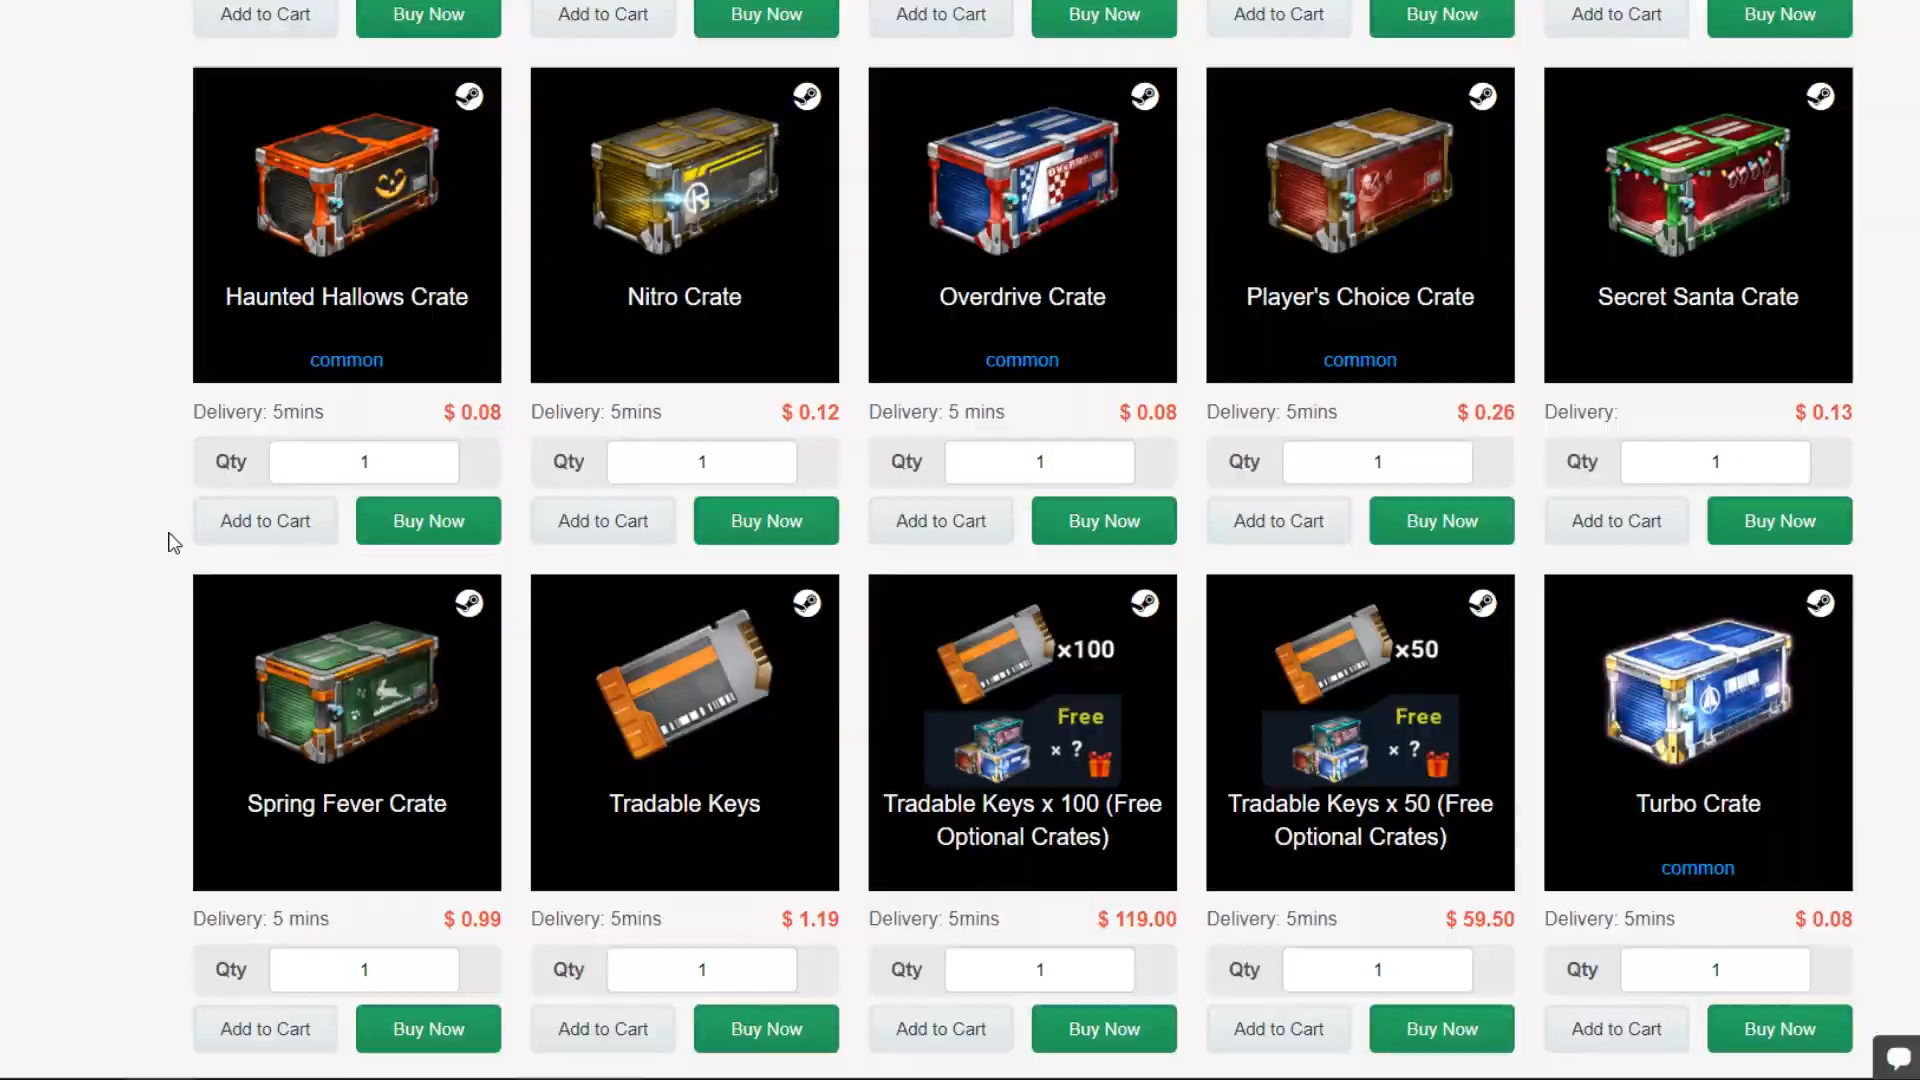 Add to Cart Buy Now Add to Cart Buy Now Add to Cart Buy Now Add to Cart Buy Now Add to Cart Buy Now
Haunted Hallows Crate
common
Nitro Crate
Overdrive Crate
common
Player's Choice Crate
common
Secret Santa Crate
Delivery: 5mins $ 0.08 Delivery: 5mins $ 0.12 Delivery: 5 mins $ 0.08 Delivery: 5mins $ 0.26 Delivery: $ 0.13
Qty 1 Qty 1 Qty 1 Qty 1 Qty 1
Add to Cart Buy Now Add to Cart Buy Now Add to Cart Buy Now Add to Cart Buy Now Add to Cart Buy Now
Spring Fever Crate
Tradable Keys
×100
Free
× ?
Tradable Keys x 100 (Free
Optional Crates)
×50
Free
× ?
Tradable Keys x 50 (Free
Optional Crates)
Turbo Crate
common
Delivery: 5 mins $ 0.99 Delivery: 5mins $ 1.19 Delivery: 5mins $ 119.00 Delivery: 5mins $ 59.50 Delivery: 5mins $ 0.08
Qty 1 Qty 1 Qty 1 Qty 1 Qty 1
Add to Cart Buy Now Add to Cart Buy Now Add to Cart Buy Now Add to Cart Buy Now Add to Cart Buy Now